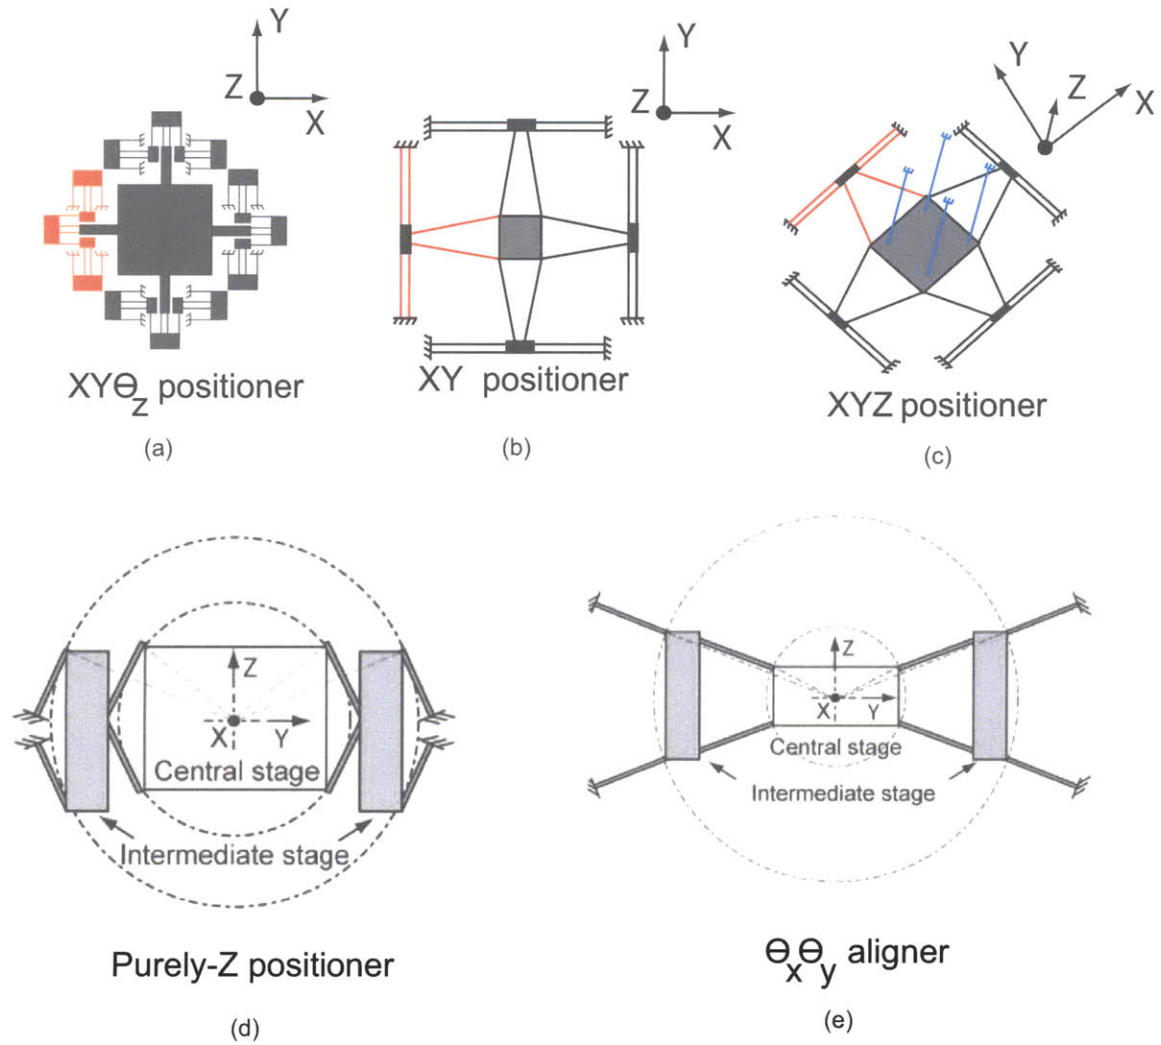 Y
Z
X
XYΘz positioner
(a)
Y
Z
X
XY positioner
(b)
Y
Z
X
XYZ positioner
(c)
Z
X
Y
Central stage
Intermediate stage
Purely-Z positioner
(d)
Z
X
Y
Central stage
Intermediate stage
ΘxΘy aligner
(e)